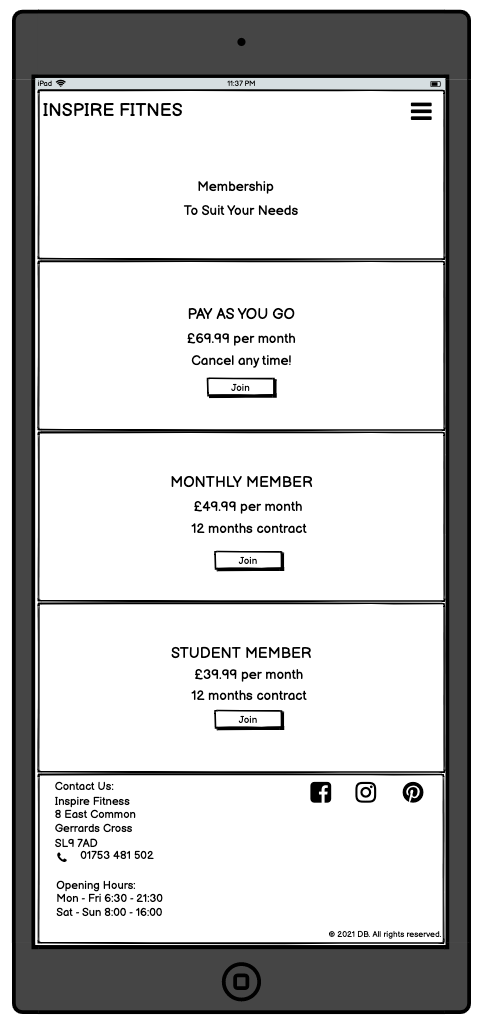 iPad 11:37 PM
INSPIRE FITNES
Membership
To Suit Your Needs
PAY AS YOU GO
£69.99 per month
Cancel any time!
Join
MONTHLY MEMBER
£49.99 per month
12 months contract
Join
STUDENT MEMBER
£39.99 per month
12 months contract
Join
Contact Us:
Inspire Fitness
8 East Common
Gerrards Cross
SL9 7AD
01753 481 502
Opening Hours:
Mon - Fri 6:30 - 21:30
Sat - Sun 8:00 - 16:00
© 2021 DB. All rights reserved.